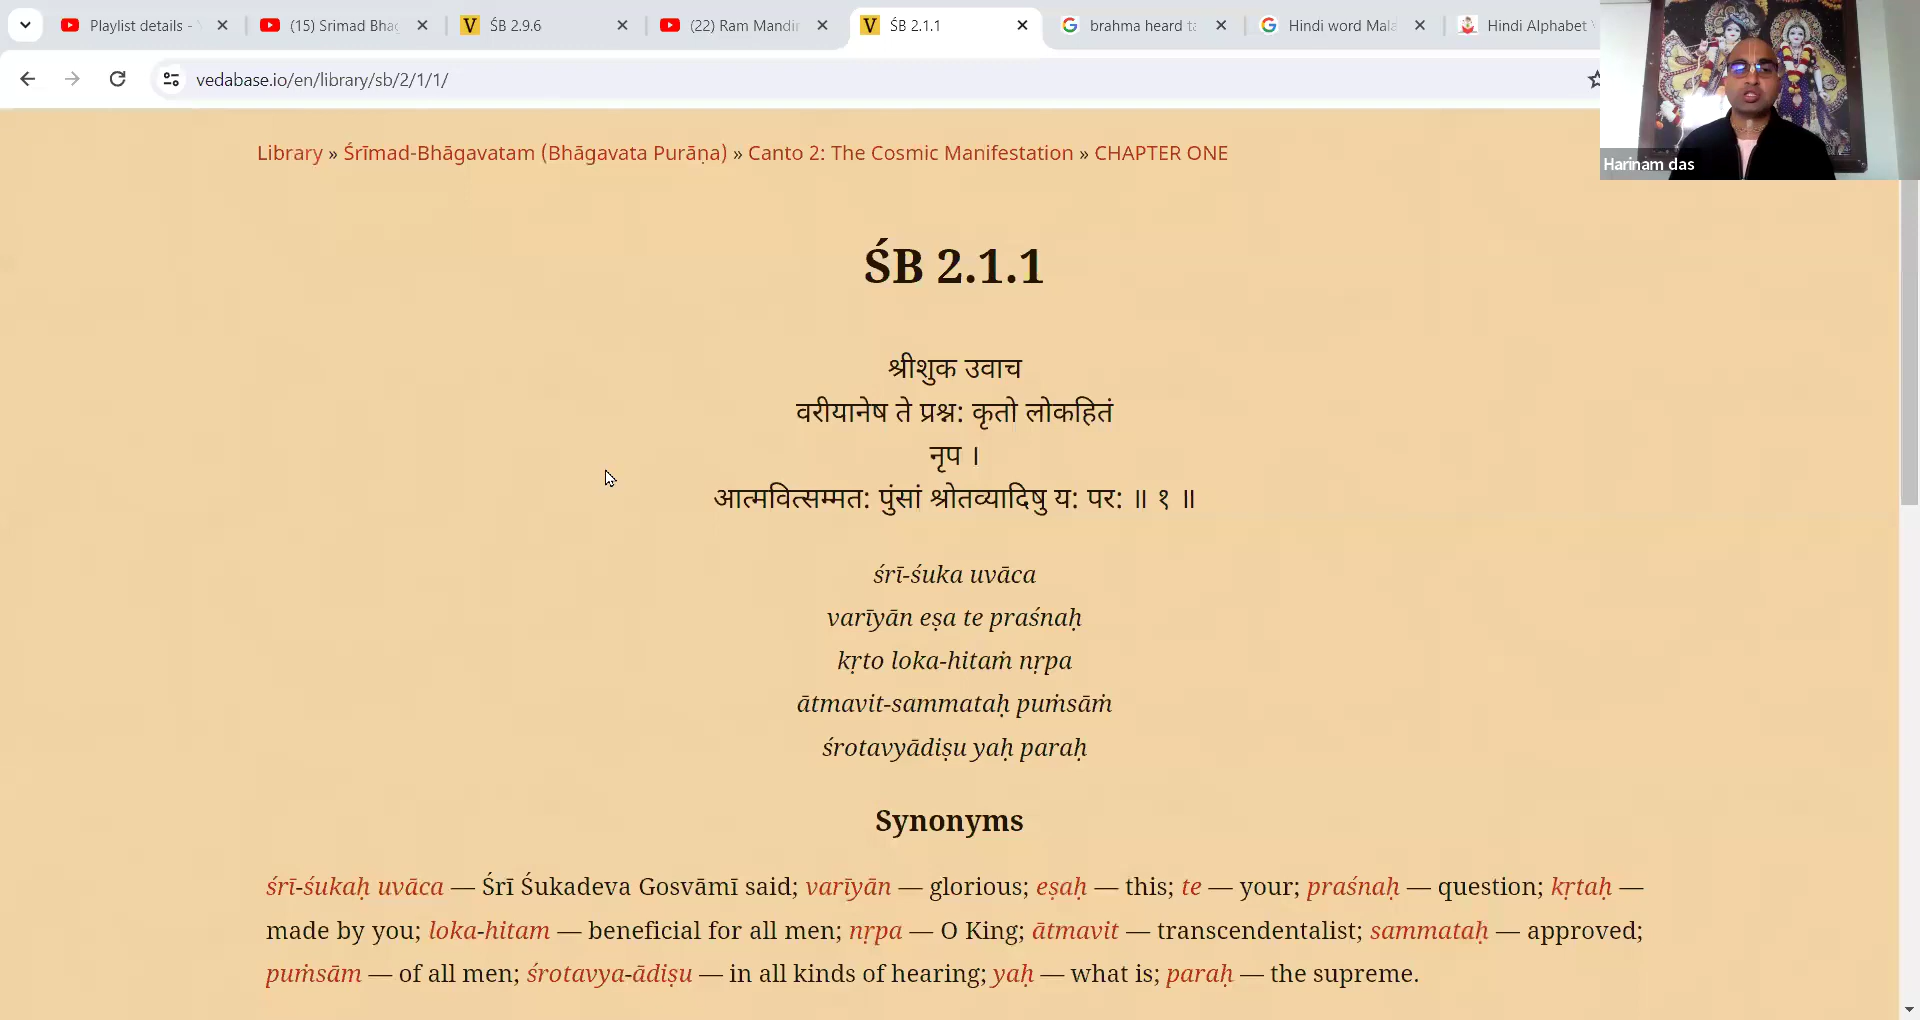 Playlist details -
(15) Srimad Bhag
ŚB 2.9.6
(22) Ram Mandir
ŚB 2.1.1
brahma heard ta
Hindi word Mala
Hindi Alphabet
vedabase.io/en/library/sb/2/1/1/
Harinam das
Library » Śrīmad-Bhāgavatam (Bhāgavata Purāṇa) » Canto 2: The Cosmic Manifestation » CHAPTER ONE
ŚB 2.1.1
श्रीशुक उवाच
वरीयानेष ते प्रश्न: कृतो लोकहितं
नृप ।
आत्मवित्सम्मत: पुंसां श्रोतव्यादिषु य: पर: ॥ १ ॥
śrī-śuka uvāca
varīyān eṣa te praśnaḥ
kṛto loka-hitaṁ nṛpa
ātmavit-sammataḥ puṁsāṁ
śrotavyādiṣu yaḥ paraḥ
Synonyms
śrī-śukaḥ uvāca — Śrī Śukadeva Gosvāmī said; varīyān — glorious; eṣaḥ — this; te — your; praśnaḥ — question; kṛtaḥ —
made by you; loka-hitam — beneficial for all men; nṛpa — O King; ātmavit — transcendentalist; sammataḥ — approved;
puṁsām — of all men; śrotavya-ādiṣu — in all kinds of hearing; yaḥ — what is; paraḥ — the supreme.